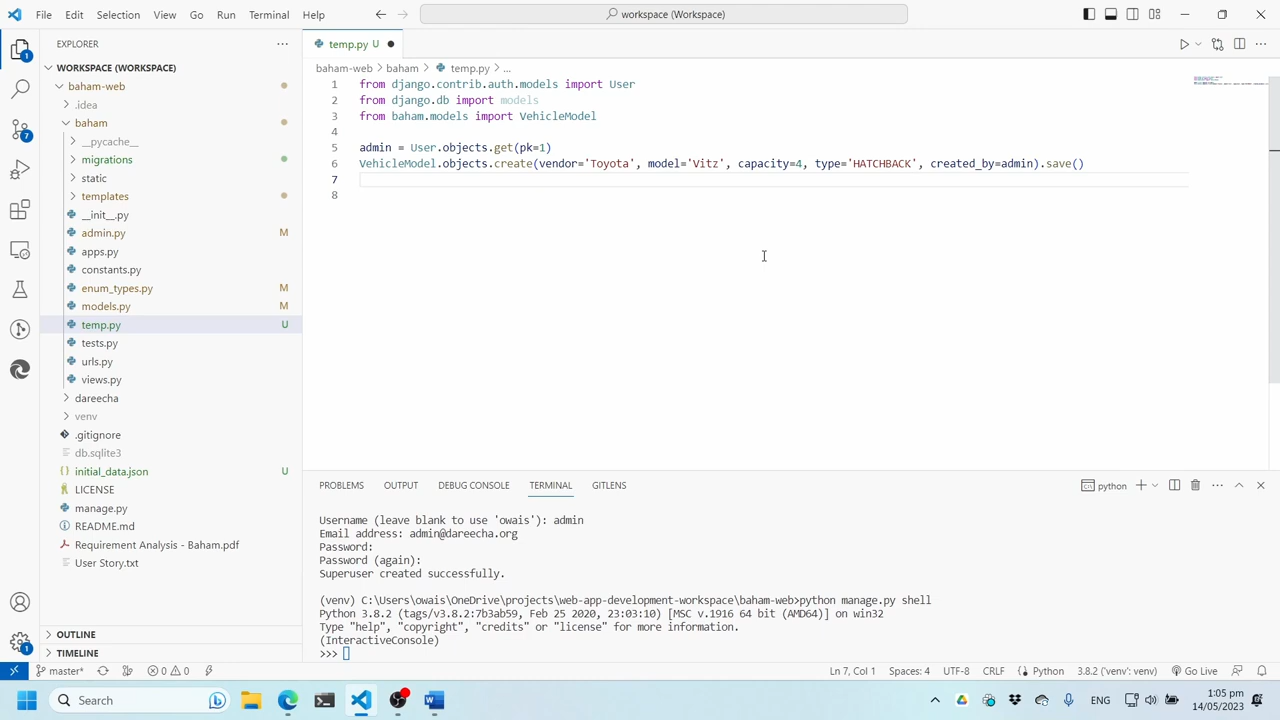 File Edit Selection View Go Run Terminal Help
workspace (Workspace)
EXPLORER
temp.py U
WORKSPACE (WORKSPACE)
baham-web > baham > temp.py > ...
baham-web
.idea
baham
__pycache__
migrations
static
templates
__init__.py
admin.py M
apps.py
constants.py
enum_types.py M
models.py M
temp.py U
tests.py
urls.py
views.py
dareecha
venv
.gitignore
db.sqlite3
initial_data.json U
LICENSE
manage.py
README.md
Requirement Analysis - Baham.pdf
User Story.txt
OUTLINE
TIMELINE
1 from django.contrib.auth.models import User
2 from django.db import models
3 from baham.models import VehicleModel
4
5 admin = User.objects.get(pk=1)
6 VehicleModel.objects.create(vendor='Toyota', model='Vitz', capacity=4, type='HATCHBACK', created_by=admin).save()
7
8
PROBLEMS OUTPUT DEBUG CONSOLE TERMINAL GITLENS
python
Username (leave blank to use 'owais'): admin
Email address: admin@dareecha.org
Password:
Password (again):
Superuser created successfully.
(venv) C:\Users\owais\OneDrive\projects\web-app-development-workspace\baham-web>python manage.py shell
Python 3.8.2 (tags/v3.8.2:7b3ab59, Feb 25 2020, 23:03:10) [MSC v.1916 64 bit (AMD64)] on win32
Type "help", "copyright", "credits" or "license" for more information.
(InteractiveConsole)
>>>
master* 0 0 Ln 7, Col 1 Spaces: 4 UTF-8 CRLF Python 3.8.2 ('venv': venv) Go Live
Search
ENG
1:05 pm
14/05/2023
1
7
1